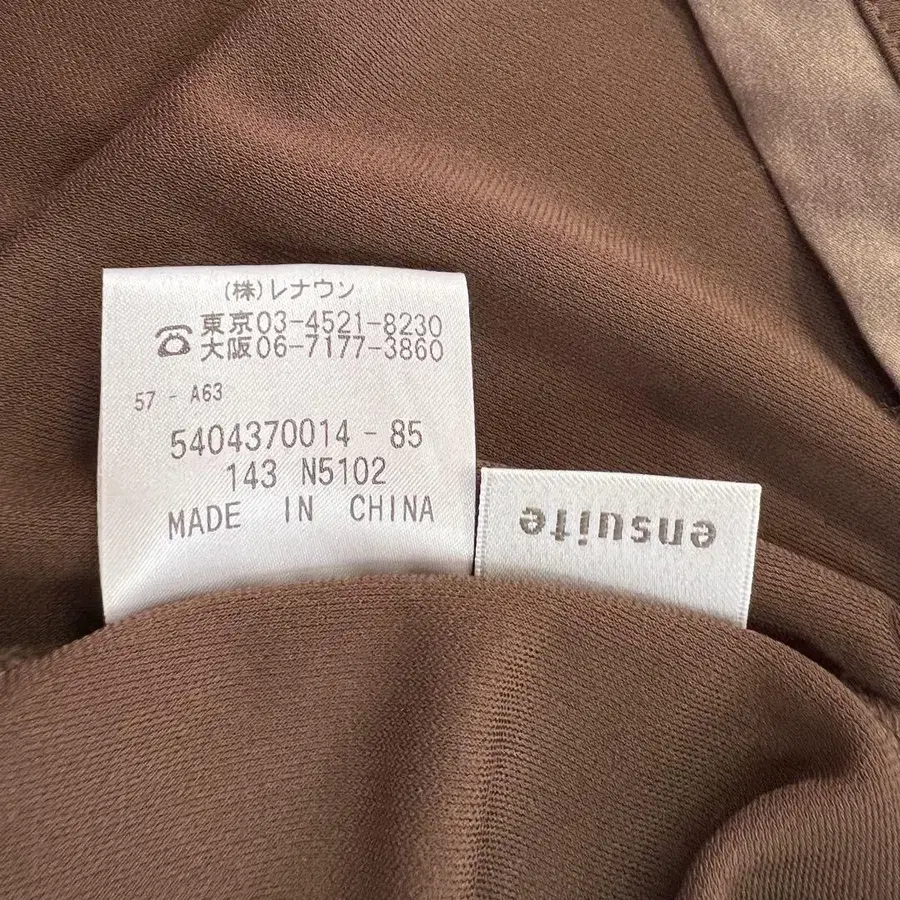 (株)レナウン
☎ 東京03-4521-8230
大阪06-7177-3860
57 - A63
5404370014 - 85
143 N5102
MADE IN CHINA
ensuite